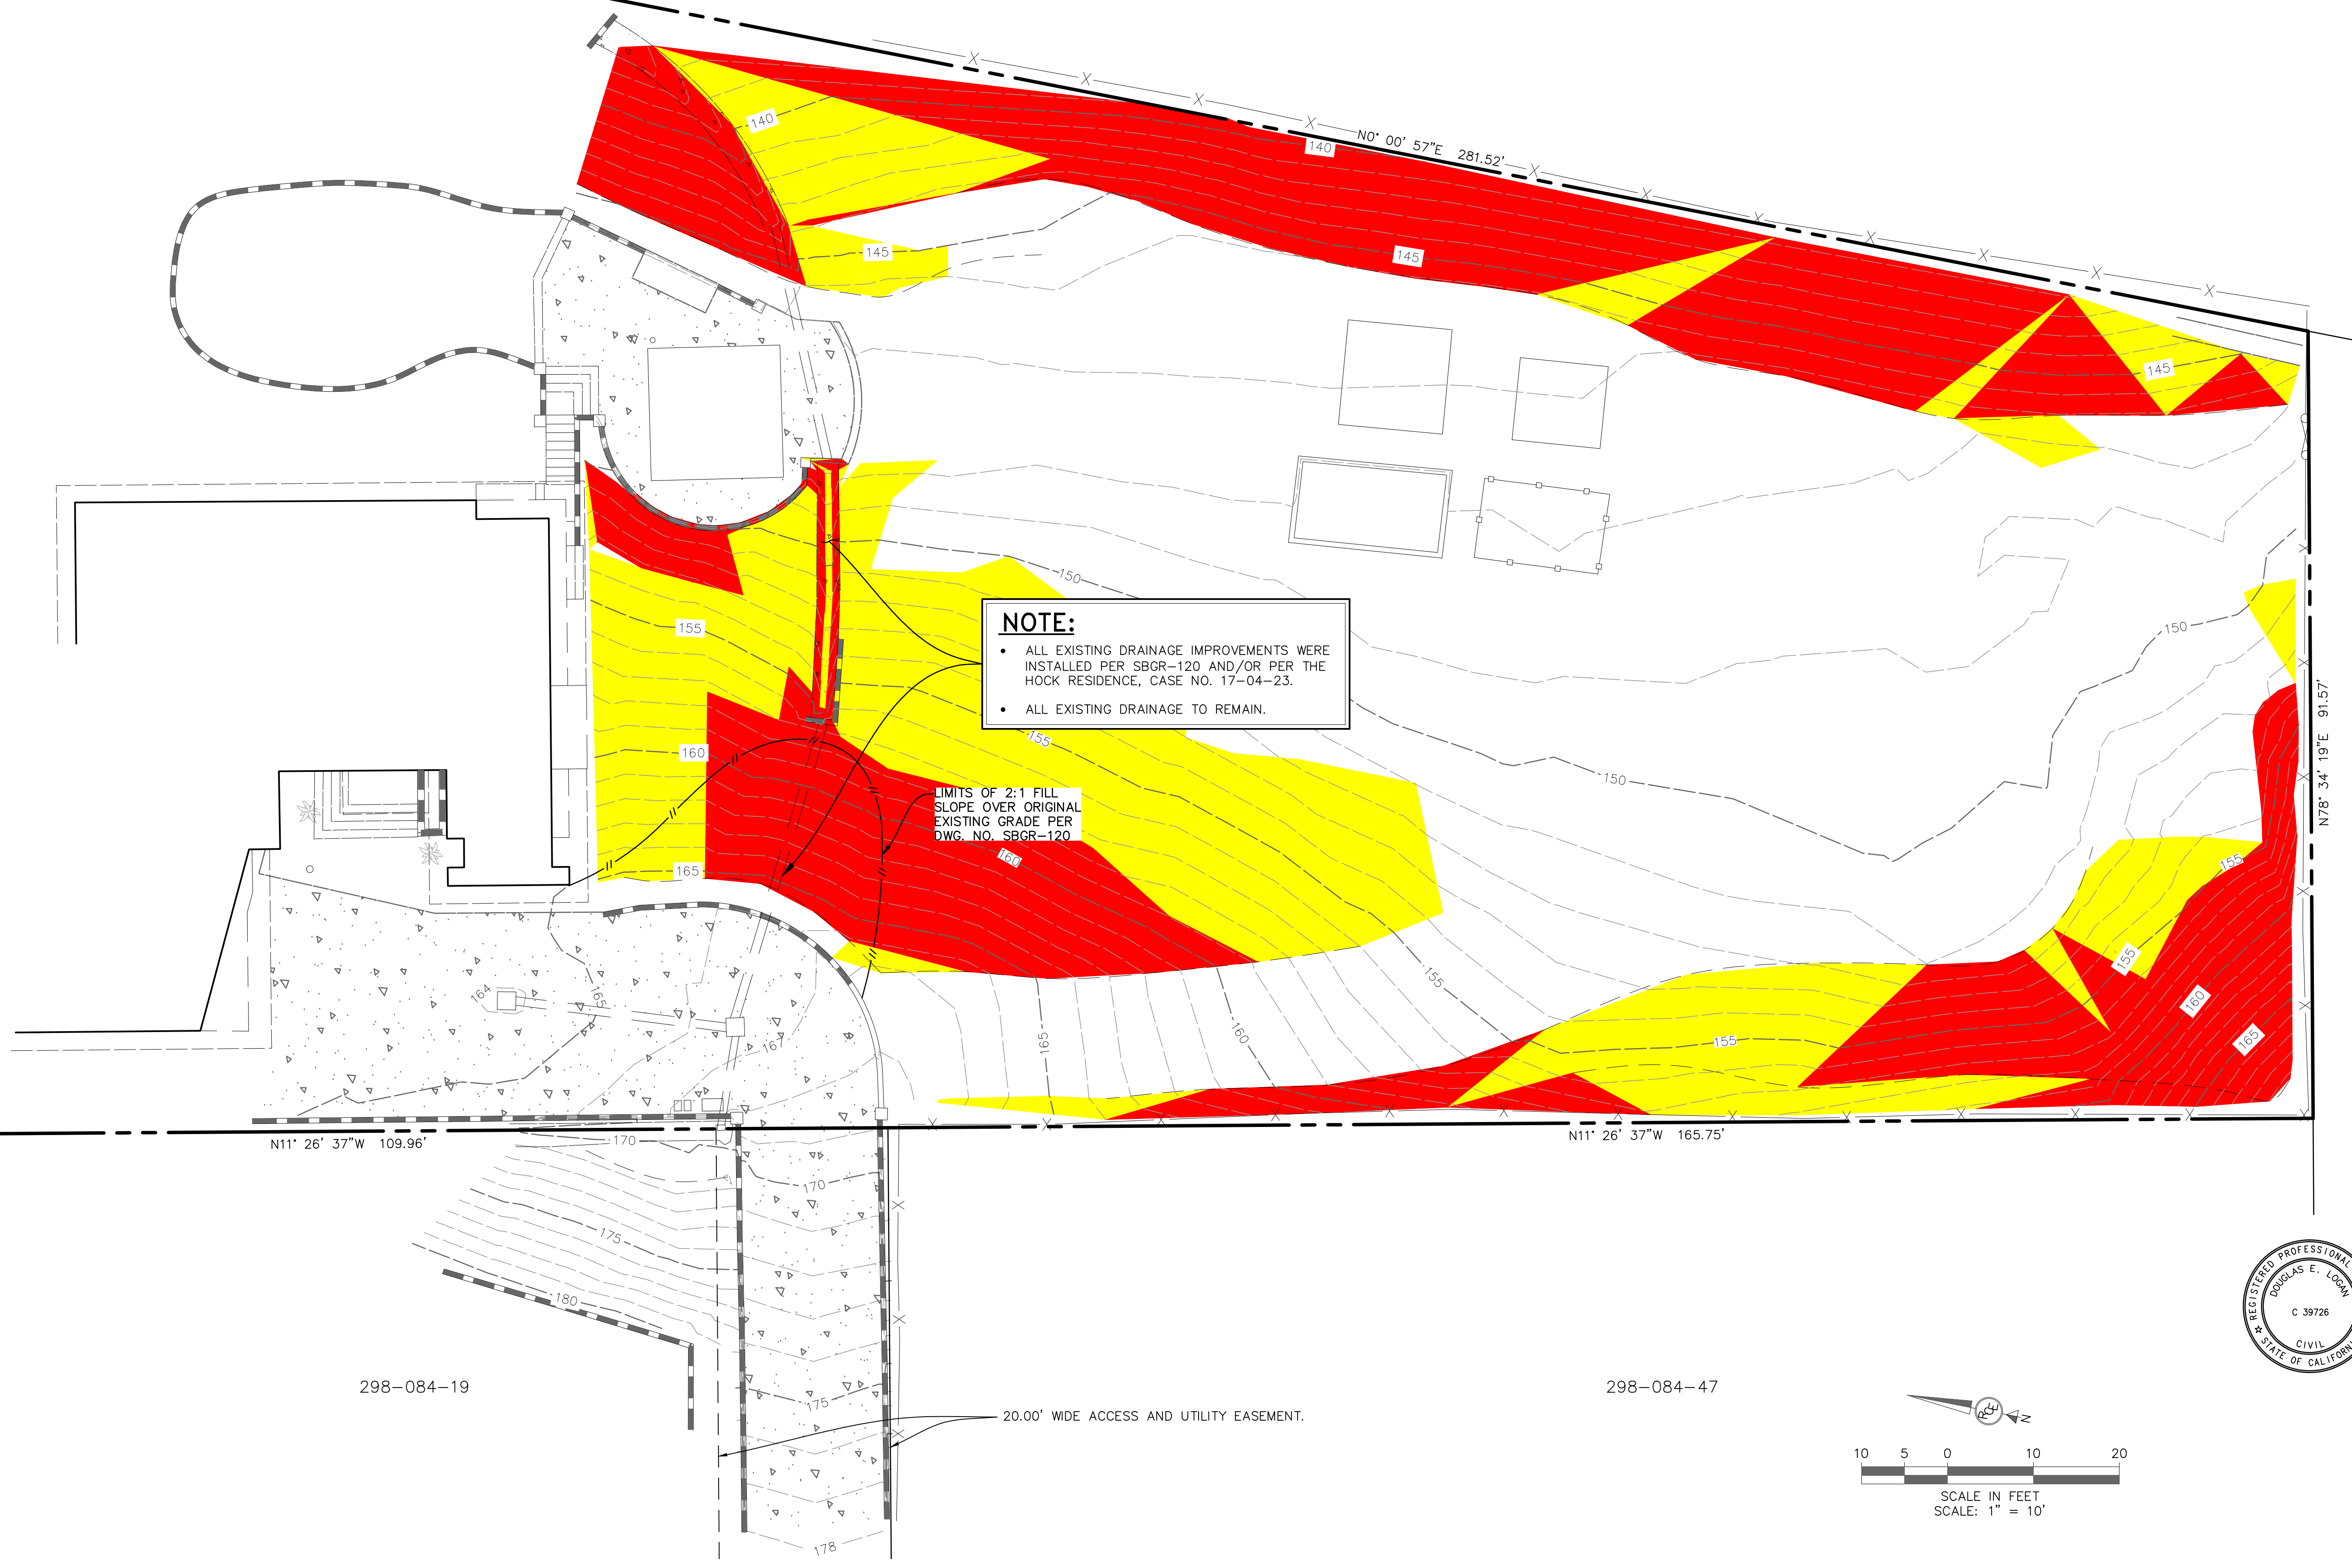 140
N0° 00' 57"E 281.52'
140
145
145
145
150
NOTE:
• ALL EXISTING DRAINAGE IMPROVEMENTS WERE
INSTALLED PER SBGR-120 AND/OR PER THE
HOCK RESIDENCE, CASE NO. 17-04-23.
• ALL EXISTING DRAINAGE TO REMAIN.
155
150
N78° 34' 19"E 91.57'
155
160
150
LIMITS OF 2:1 FILL
SLOPE OVER ORIGINAL
EXISTING GRADE PER
DWG. NO. SBGR-120
160
165
155
155
155
160
164
165
167
165
160
155
165
N11° 26' 37"W 109.96'
170
N11° 26' 37"W 165.75'
170
175
180
REGISTERED PROFESSIONAL
DOUGLAS E. LOGAN
C 39726
CIVIL
STATE OF CALIFORN
298-084-19
298-084-47
175
20.00' WIDE ACCESS AND UTILITY EASEMENT.
RCE
N
10 5 0 10 20
SCALE IN FEET
SCALE: 1" = 10'
178